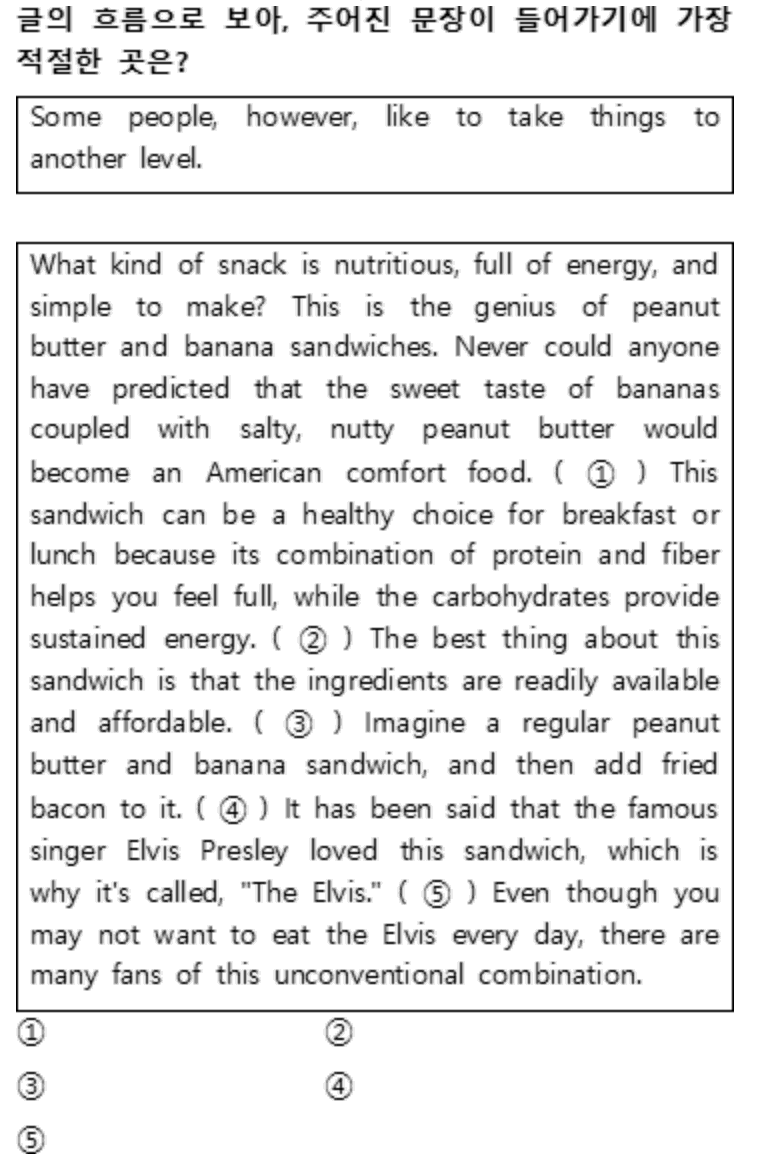 글의 흐름으로 보아, 주어진 문장이 들어가기에 가장
적절한 곳은?
Some people, however, like to take things to
another level.
What kind of snack is nutritious, full of energy, and
simple to make? This is the genius of peanut
butter and banana sandwiches. Never could anyone
have predicted that the sweet taste of bananas
coupled with salty, nutty peanut butter would
become an American comfort food. ( ① ) This
sandwich can be a healthy choice for breakfast or
lunch because its combination of protein and fiber
helps you feel full, while the carbohydrates provide
sustained energy. ( ② ) The best thing about this
sandwich is that the ingredients are readily available
and affordable. ( ③ ) Imagine a regular peanut
butter and banana sandwich, and then add fried
bacon to it. ( ④ ) It has been said that the famous
singer Elvis Presley loved this sandwich, which is
why it's called, "The Elvis." ( ⑤ ) Even though you
may not want to eat the Elvis every day, there are
many fans of this unconventional combination.
① ②
③ ④
⑤